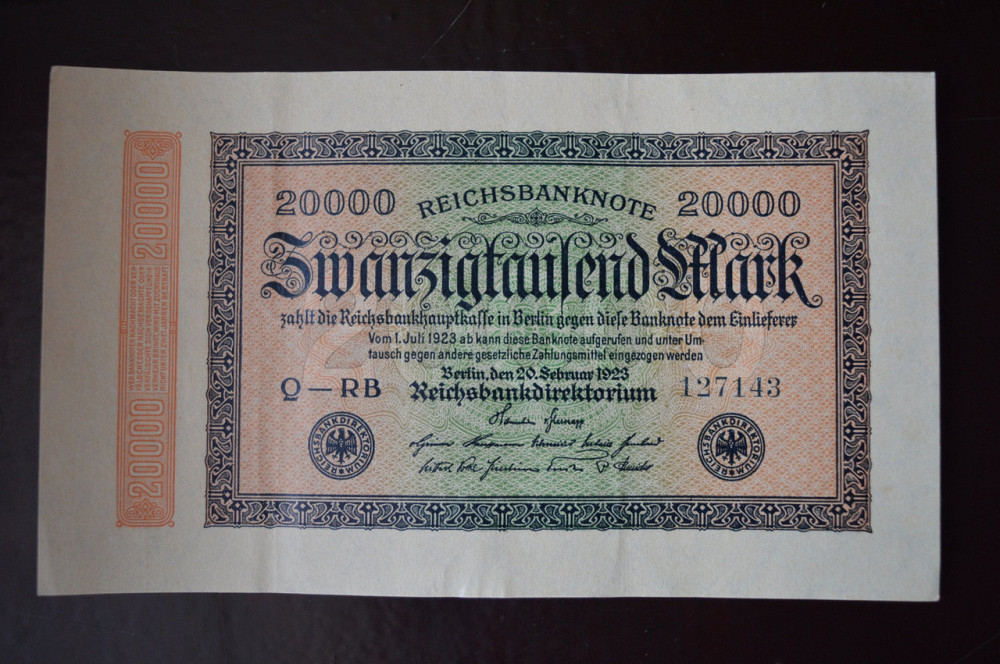 20000 REICHSBANKNOTE 20000
Zwanzigtausend Mark
zahlt die Reichsbankhauptkasse in Berlin gegen diese Banknote dem Einlieferer
Vom 1. Juli 1923 ab kann diese Banknote aufgerufen und unter Um-
tausch gegen andere gesetzliche Zahlungsmittel eingezogen werden
Berlin, den 20. Februar 1923
Q — RB Reichsbankdirektorium 127143
REICHSBANKDIREKTORIUM
REICHSBANKDIREKTORIUM
20000
20000